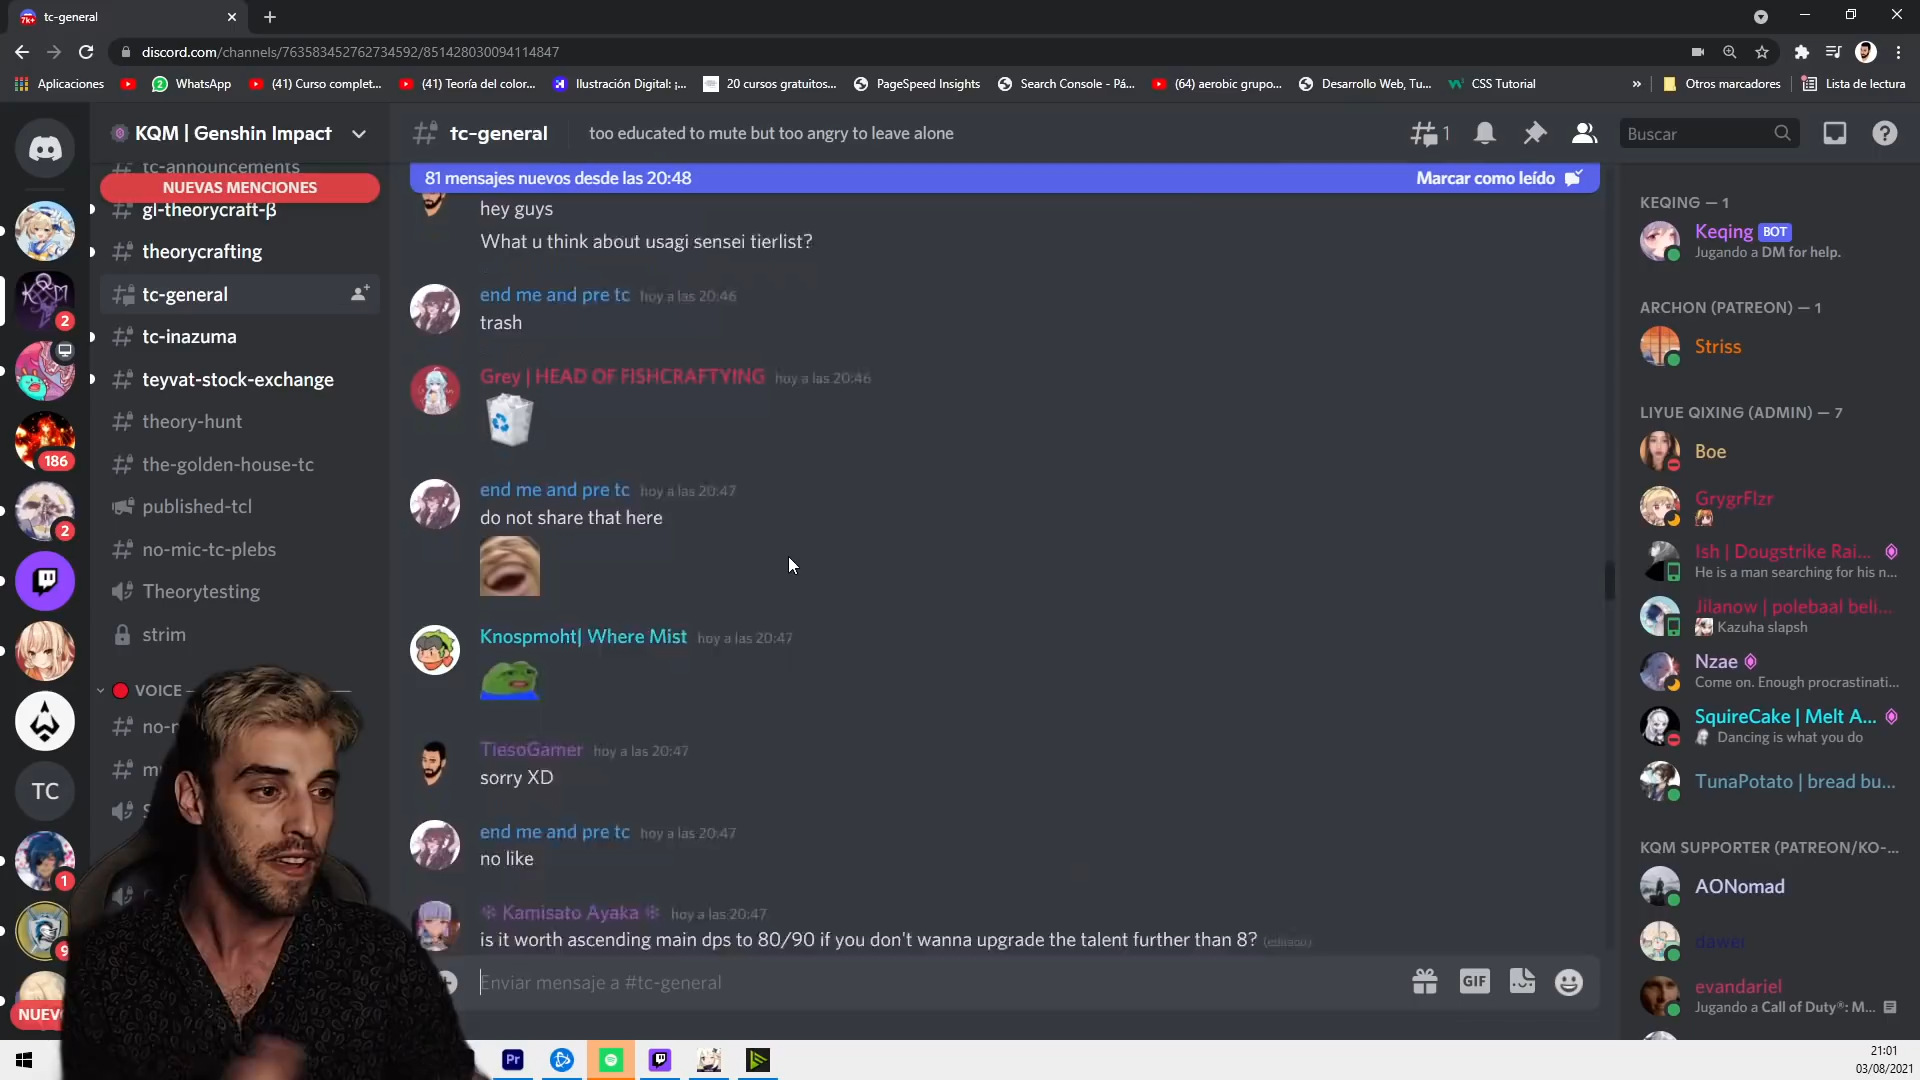 tc-general
discord.com/channels/763583452762734592/851428030094114847
Aplicaciones
WhatsApp
(41) Curso complet...
(41) Teoría del color...
Ilustración Digital: ¡...
20 cursos gratuitos...
PageSpeed Insights
Search Console - Pá...
(64) aerobic grupo...
Desarrollo Web, Tu...
CSS Tutorial
»
Otros marcadores
Lista de lectura
KQM | Genshin Impact
tc-general
too educated to mute but too angry to leave alone
1
Buscar
tc-announcements
NUEVAS MENCIONES
gl-theorycraft-β
theorycrafting
tc-general
tc-inazuma
teyvat-stock-exchange
theory-hunt
the-golden-house-tc
published-tcl
no-mic-tc-plebs
Theorytesting
strim
VOICE
2
186
2
TC
1
81 mensajes nuevos desde las 20:48
Marcar como leído
hey guys
What u think about usagi sensei tierlist?
end me and pre tc hoy a las 20:46
trash
Grey | HEAD OF FISHCRAFTYING hoy a las 20:46
end me and pre tc hoy a las 20:47
do not share that here
Knospmoht| Where Mist hoy a las 20:47
TiesoGamer hoy a las 20:47
sorry XD
end me and pre tc hoy a las 20:47
no like
Kamisato Ayaka hoy a las 20:47
is it worth ascending main dps to 80/90 if you don't wanna upgrade the talent further than 8? (editado)
Enviar mensaje a #tc-general
GIF
KEQING — 1
Keqing BOT
Jugando a DM for help.
ARCHON (PATREON) — 1
Striss
LIYUE QIXING (ADMIN) — 7
Boe
GrygrFlzr
Ish | Dougstrike Rai...
He is a man searching for his n...
Jilanow | polebaal beli...
Kazuha slapsh
Nzae
Come on. Enough procrastinati...
SquireCake | Melt A...
Dancing is what you do
TunaPotato | bread bu...
KQM SUPPORTER (PATREON/KO-...
AONomad
dawei
evandariel
Jugando a Call of Duty®: M...
Pr
21:01
03/08/2021